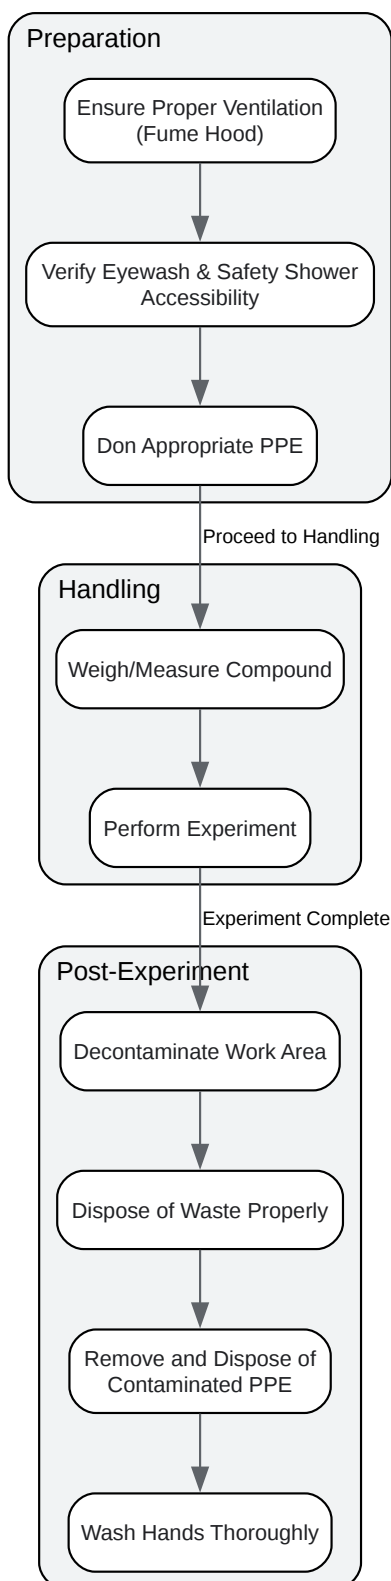 Preparation
Ensure Proper Ventilation
(Fume Hood)
Verify Eyewash & Safety Shower
Accessibility
Don Appropriate PPE
Proceed to Handling
Handling
Weigh/Measure Compound
Perform Experiment
Experiment Complete
Post-Experiment
Decontaminate Work Area
Dispose of Waste Properly
Remove and Dispose of
Contaminated PPE
Wash Hands Thoroughly